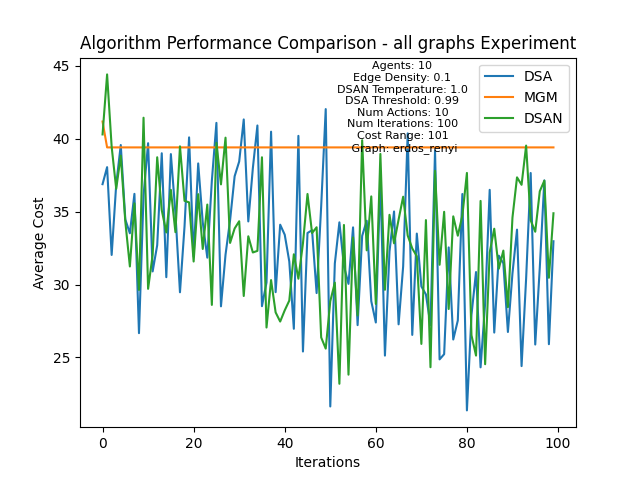 Algorithm Performance Comparison - all graphs Experiment
Agents: 10
Edge Density: 0.1
DSAN Temperature: 1.0
DSA Threshold: 0.99
Num Actions: 10
Num Iterations: 100
Cost Range: 101
Graph: erdos_renyi
DSA
MGM
DSAN
Average Cost
45
40
35
30
25
0
20
40
60
80
100
Iterations